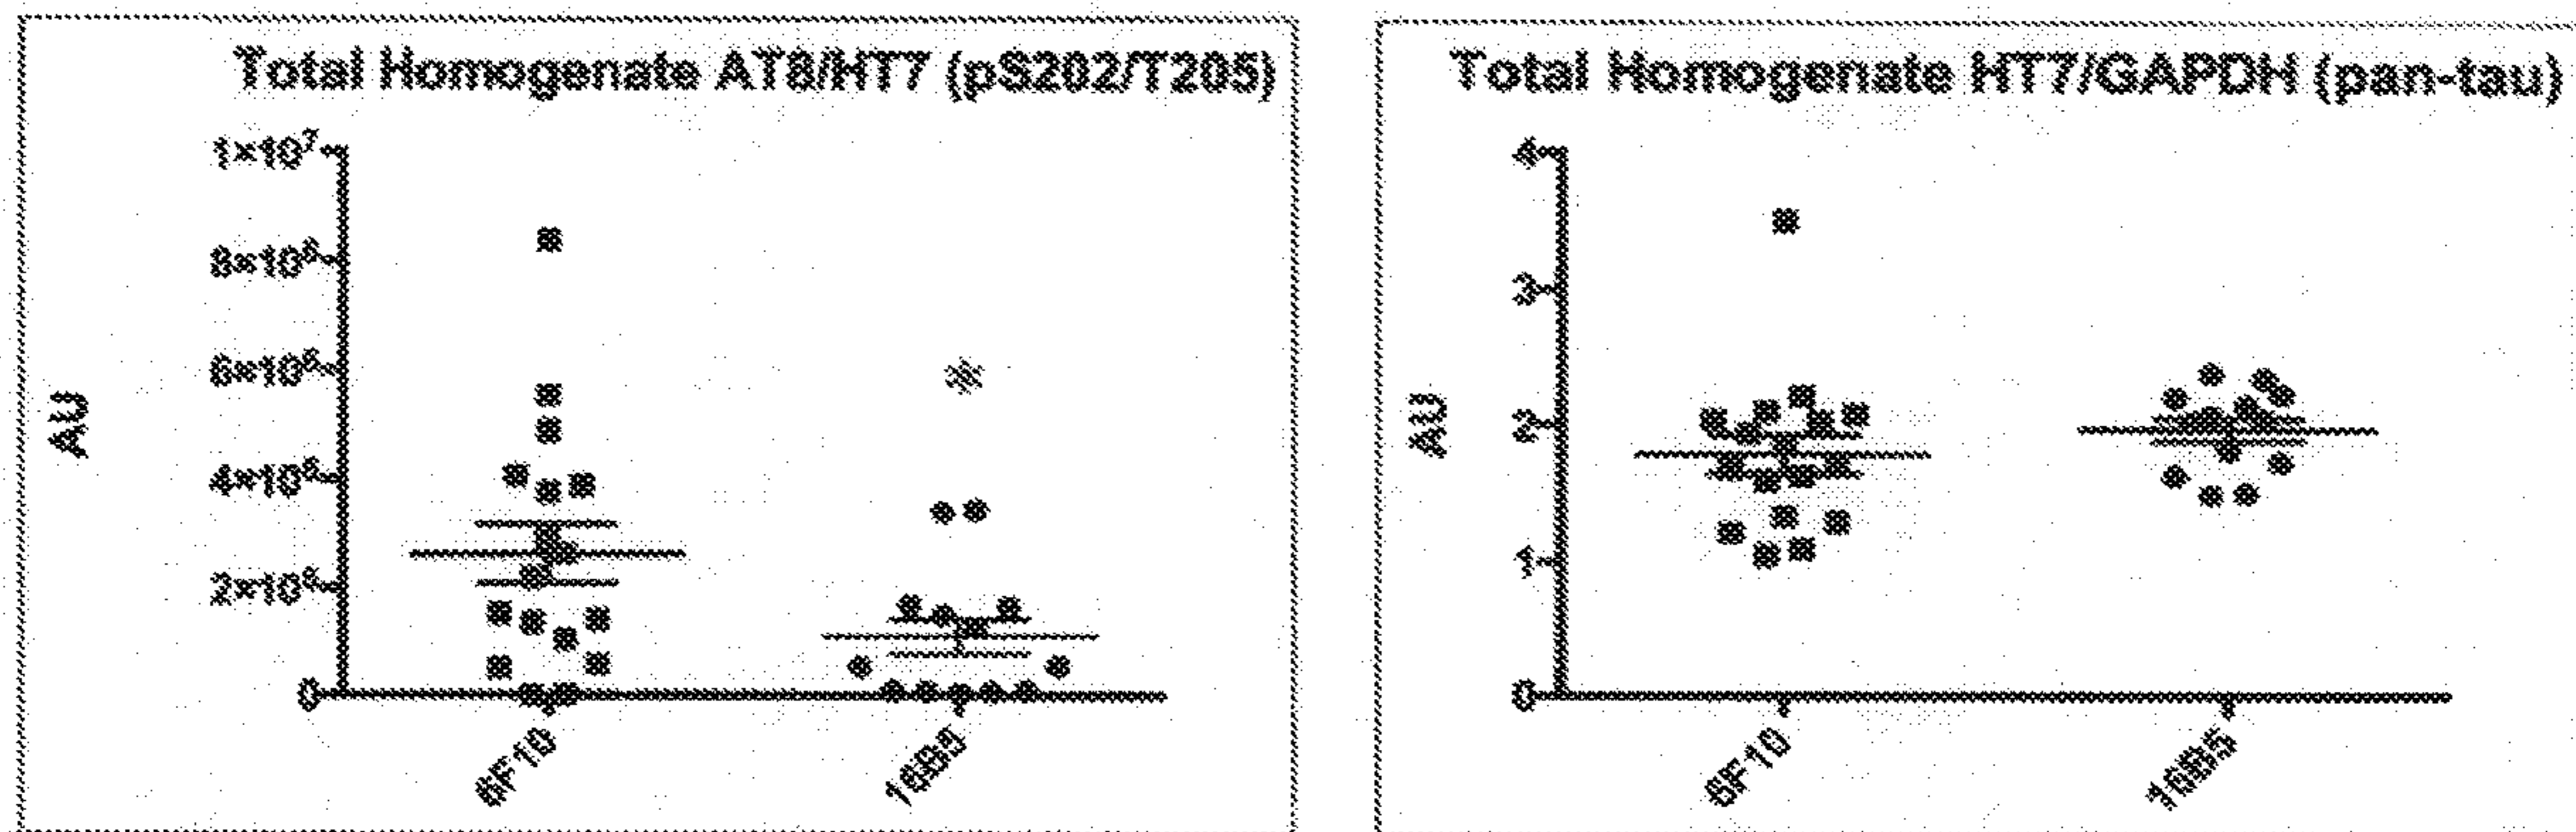 Total Homogenate AT8/HT7 (pS202/T205)
1×10⁷
8×10⁶
6×10⁶
4×10⁶
2×10⁶
0
AU
6F10
Total Homogenate HT7/GAPDH (pan-tau)
4
3
2
1
0
AU
6F10
16B5